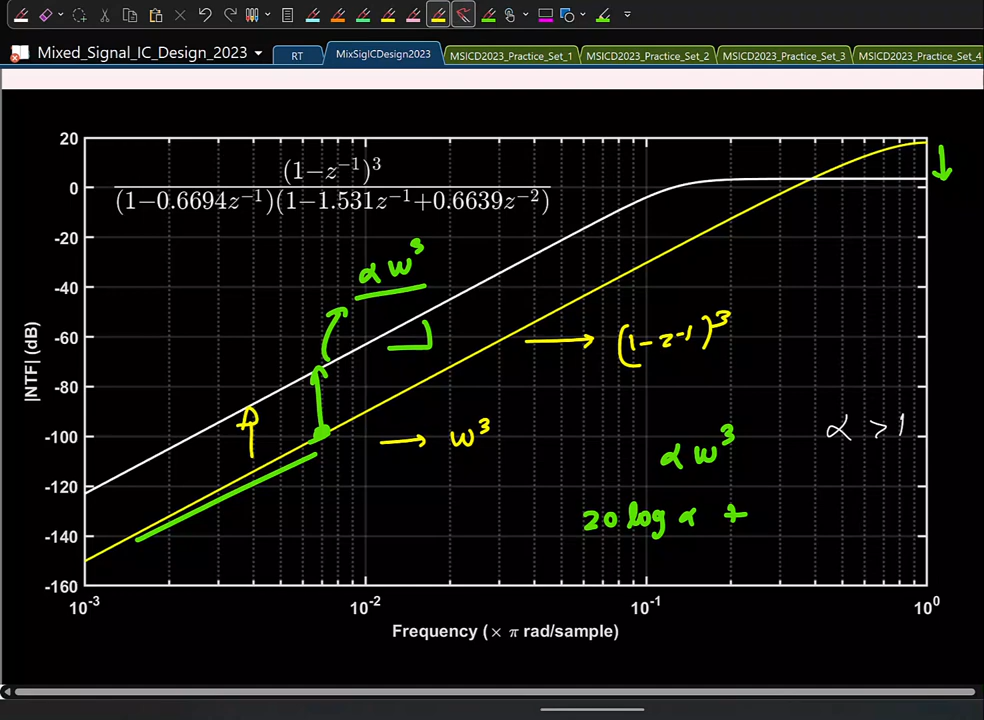 Mixed_Signal_IC_Design_2023 RT MixSigICDesign2023 MSICD2023_Practice_Set_1 MSICD2023_Practice_Set_2 MSICD2023_Practice_Set_3 MSICD2023_Practice_Set_4
20
0
-20
-40
-60
-80
-100
-120
-140
-160
|NTF| (dB)
(1−z⁻¹)³
(1−0.6694z⁻¹)(1−1.531z⁻¹+0.6639z⁻²)
α w³
(1-z-1)³
w³
α w³
α > 1
20 log α +
10⁻³ 10⁻² 10⁻¹ 10⁰
Frequency (× π rad/sample)